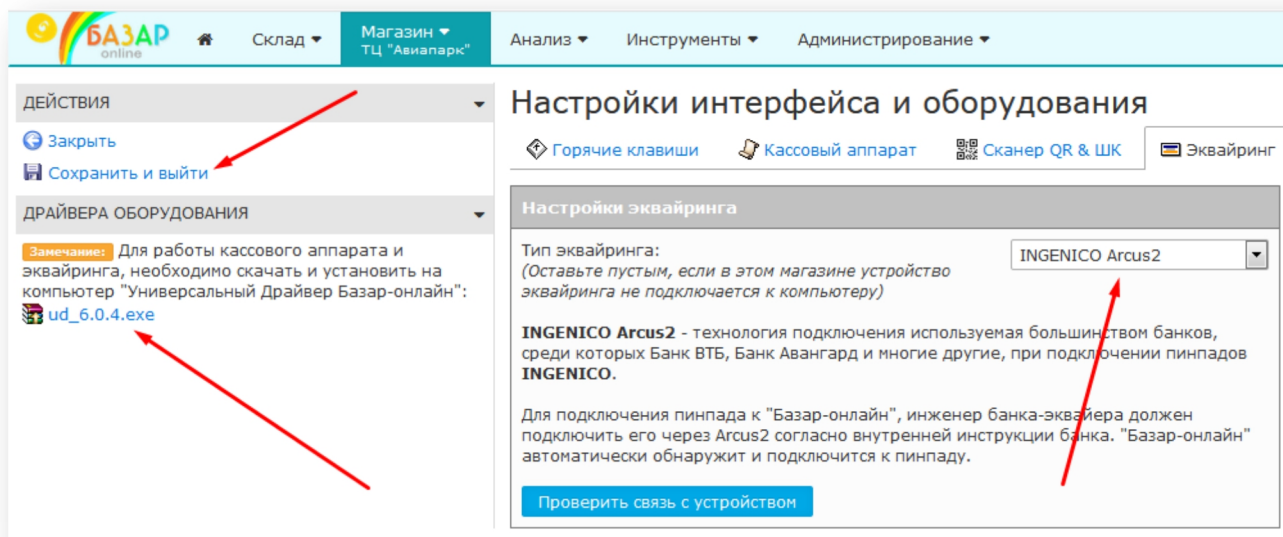 БАЗАР
online
Склад
Магазин
ТЦ "Авиапарк"
Анализ
Инструменты
Администрирование
ДЕЙСТВИЯ
Закрыть
Сохранить и выйти
ДРАЙВЕРА ОБОРУДОВАНИЯ
Замечание: Для работы кассового аппарата и
эквайринга, необходимо скачать и установить на
компьютер "Универсальный Драйвер Базар-онлайн":
ud_6.0.4.exe
Настройки интерфейса и оборудования
Горячие клавиши
Кассовый аппарат
Сканер QR & ШК
Эквайринг
Настройки эквайринга
Тип эквайринга:
(Оставьте пустым, если в этом магазине устройство
эквайринга не подключается к компьютеру)
INGENICO Arcus2
INGENICO Arcus2 - технология подключения используемая большинством банков,
среди которых Банк ВТБ, Банк Авангард и многие другие, при подключении пинпадов
INGENICO.
Для подключения пинпада к "Базар-онлайн", инженер банка-эквайера должен
подключить его через Arcus2 согласно внутренней инструкции банка. "Базар-онлайн"
автоматически обнаружит и подключится к пинпаду.
Проверить связь с устройством